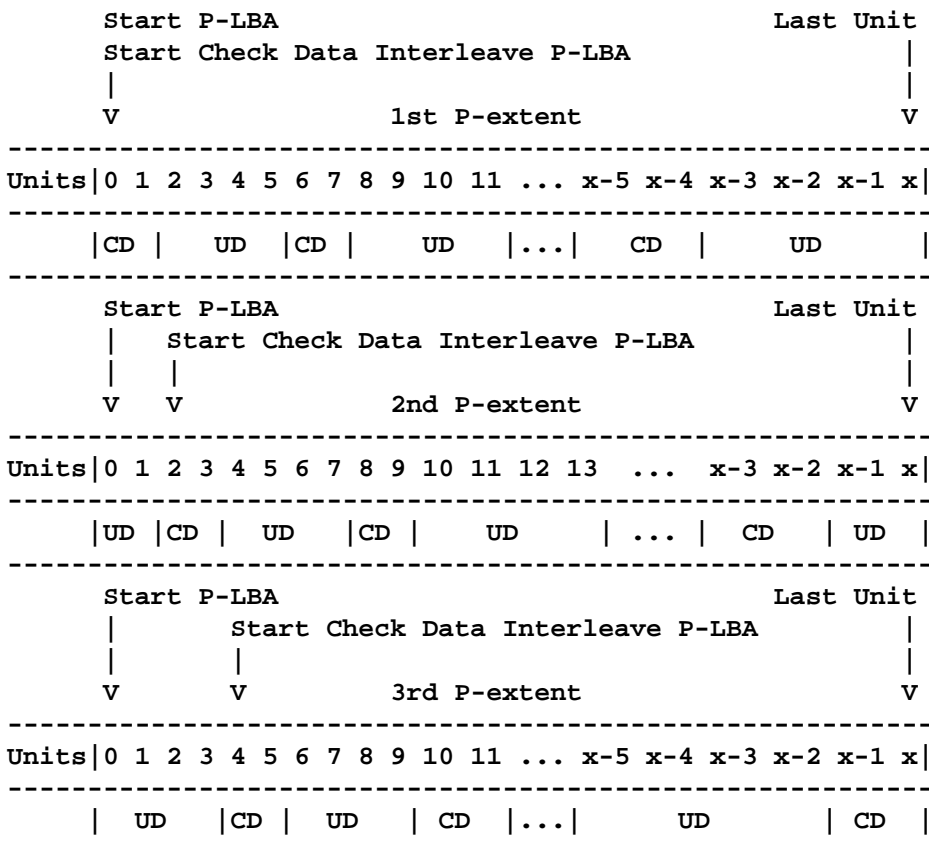 Start P-LBA                             Last Unit
Start Check Data Interleave P-LBA                 |
|                                                 |
V                 1st P-extent                    V
----------------------------------------------------------
Units|0 1 2 3 4 5 6 7 8 9 10 11 ... x-5 x-4 x-3 x-2 x-1 x|
----------------------------------------------------------
|CD |   UD  |CD |    UD   |...|   CD  |     UD      |
----------------------------------------------------------
Start P-LBA                               Last Unit
|   Start Check Data Interleave P-LBA             |
|   |                                             |
V   V             2nd P-extent                    V
----------------------------------------------------------
Units|0 1 2 3 4 5 6 7 8 9 10 11 12 13  ...  x-3 x-2 x-1 x|
----------------------------------------------------------
|UD |CD |  UD   |CD |    UD      | ... |  CD   | UD  |
----------------------------------------------------------
Start P-LBA                               Last Unit
|       Start Check Data Interleave P-LBA         |
|       |                                         |
V       V         3rd P-extent                    V
----------------------------------------------------------
Units|0 1 2 3 4 5 6 7 8 9 10 11 ... x-5 x-4 x-3 x-2 x-1 x|
----------------------------------------------------------
|  UD   |CD |  UD   | CD  |...|      UD       | CD  |